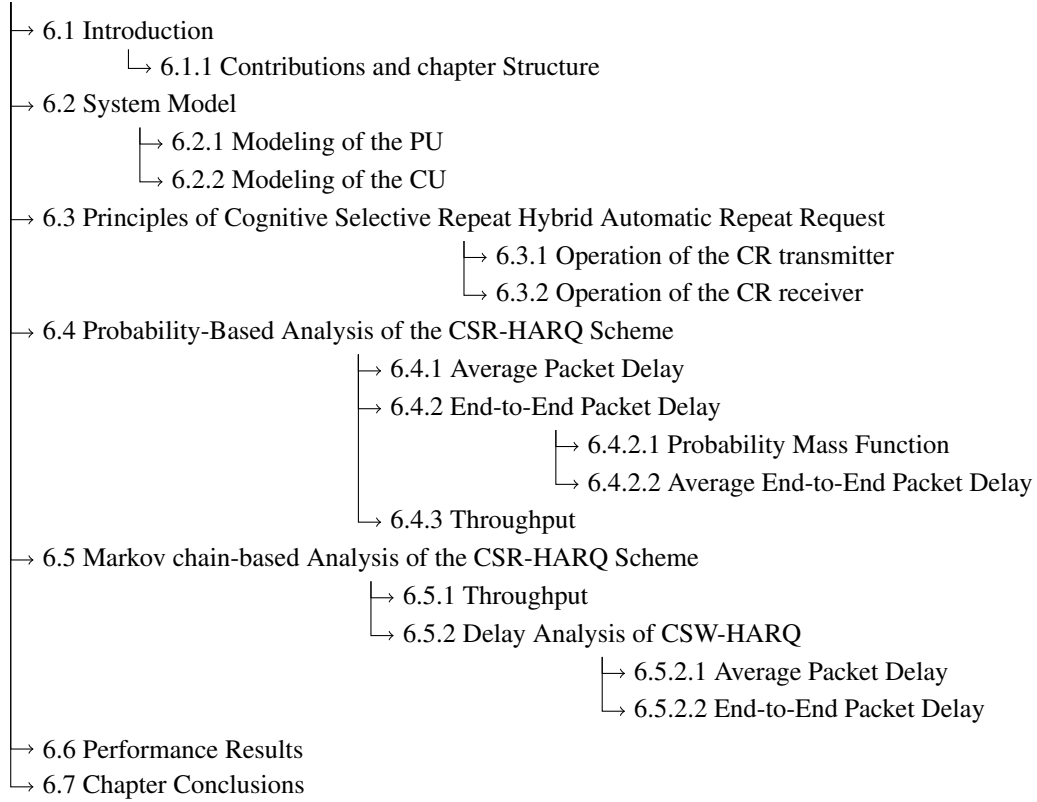 6.1 Introduction
6.1.1 Contributions and chapter Structure
6.2 System Model
6.2.1 Modeling of the PU
6.2.2 Modeling of the CU
6.3 Principles of Cognitive Selective Repeat Hybrid Automatic Repeat Request
6.3.1 Operation of the CR transmitter
6.3.2 Operation of the CR receiver
6.4 Probability-Based Analysis of the CSR-HARQ Scheme
6.4.1 Average Packet Delay
6.4.2 End-to-End Packet Delay
6.4.2.1 Probability Mass Function
6.4.2.2 Average End-to-End Packet Delay
6.4.3 Throughput
6.5 Markov chain-based Analysis of the CSR-HARQ Scheme
6.5.1 Throughput
6.5.2 Delay Analysis of CSW-HARQ
6.5.2.1 Average Packet Delay
6.5.2.2 End-to-End Packet Delay
6.6 Performance Results
6.7 Chapter Conclusions